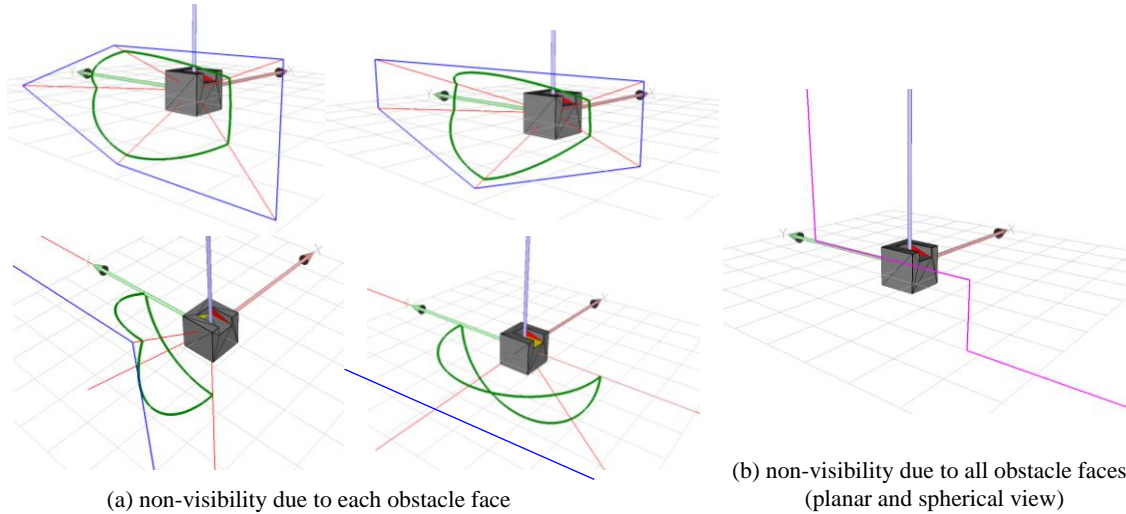 Y
X
Y
X
X
Y
X
Y
X
(b) non-visibility due to all obstacle faces
(planar and spherical view)
(a) non-visibility due to each obstacle face